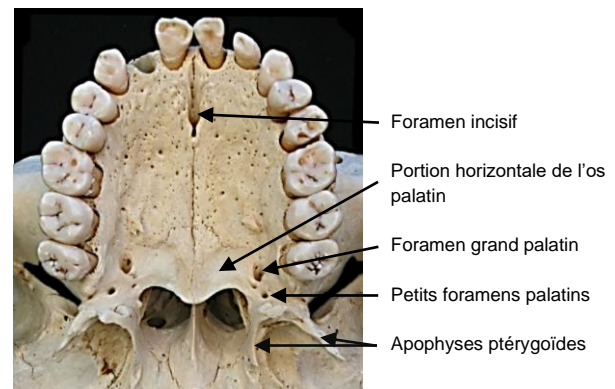 Foramen incisif
Portion horizontale de l’os
palatin
Foramen grand palatin
Petits foramens palatins
Apophyses ptérygoïdes